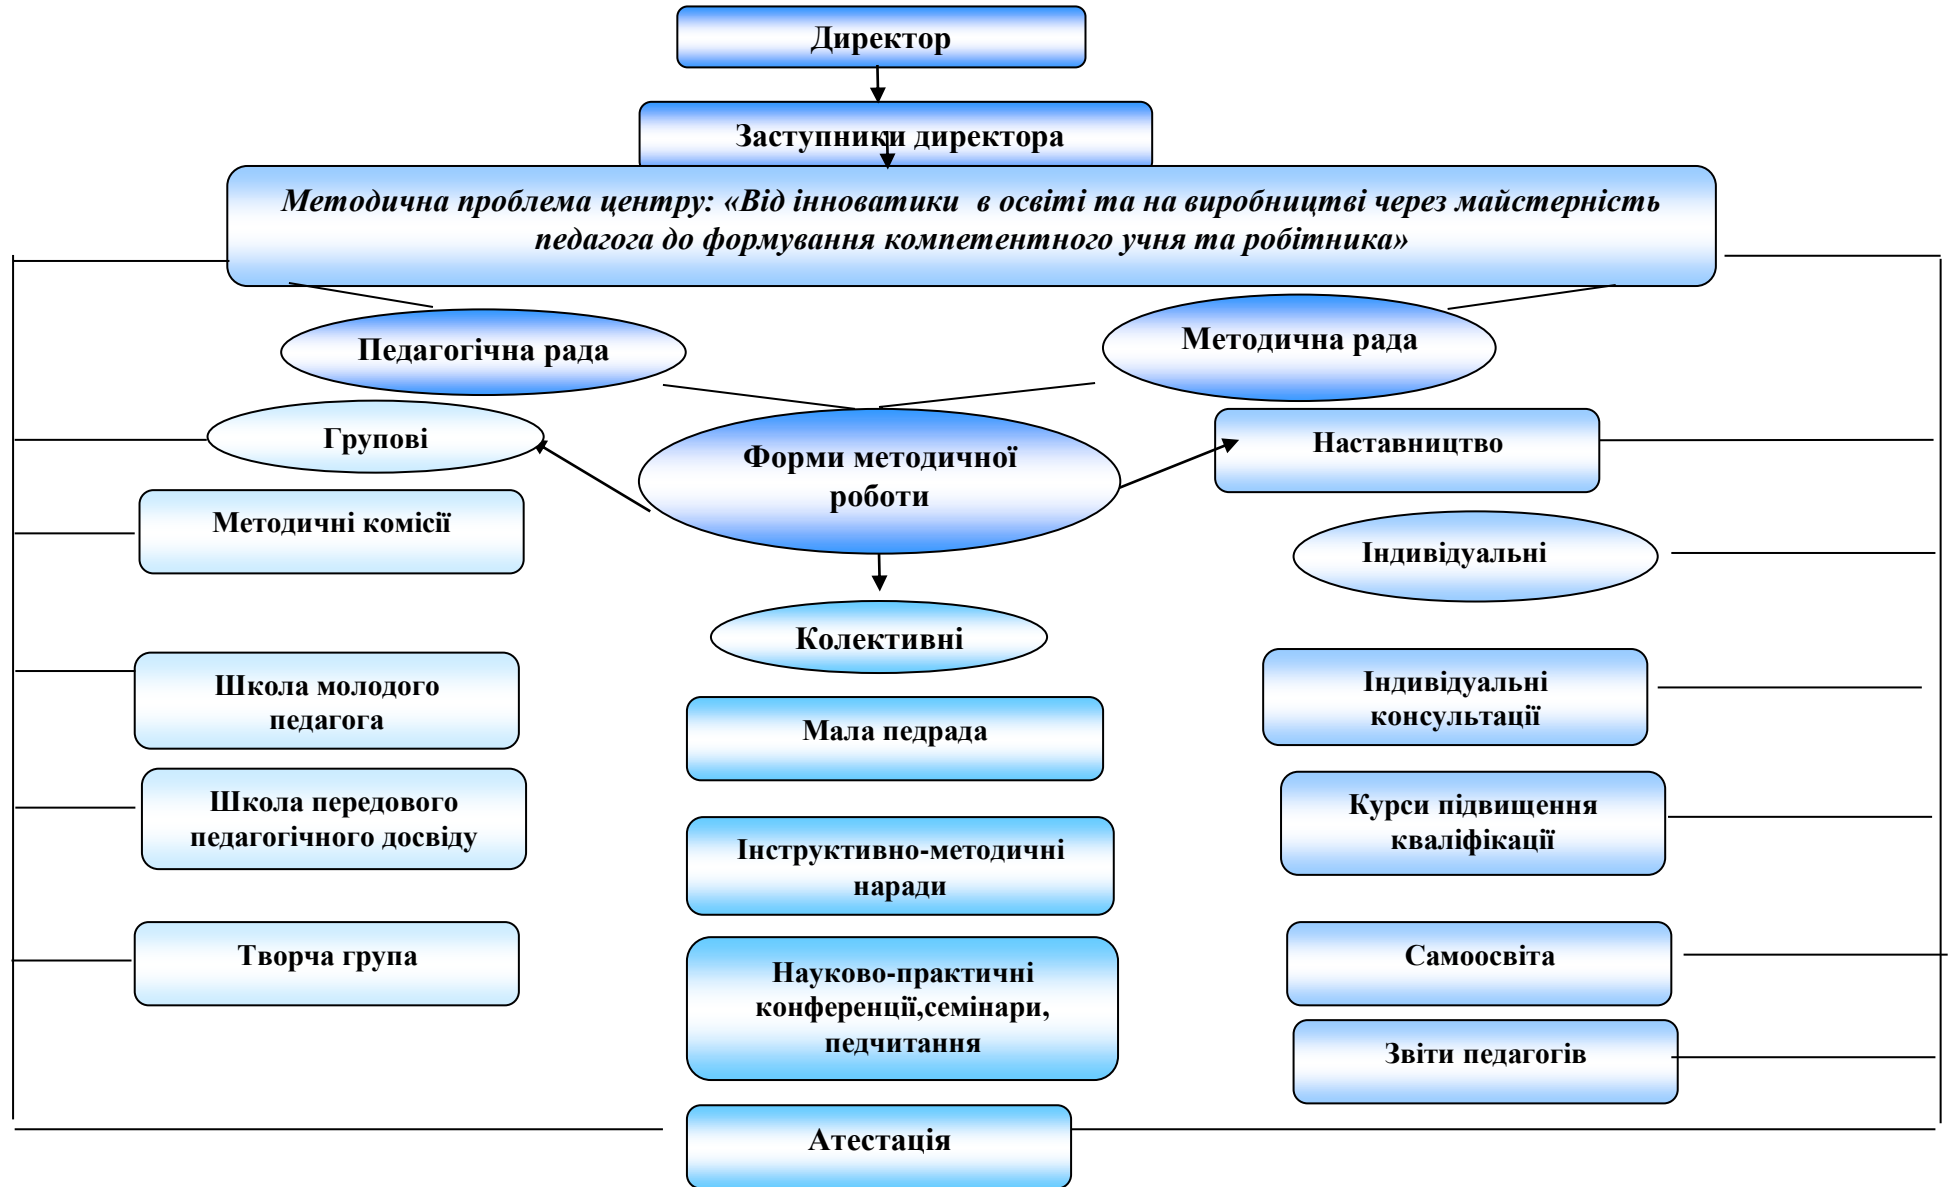 Директор
Заступники директора
Методична проблема центру: «Від інноватики  в освіті та на виробництві через майстерність
педагога до формування компетентного учня та робітника»
Педагогічна рада
Методична рада
Групові
Форми методичної
роботи
Наставництво
Методичні комісії
Індивідуальні
Колективні
Школа молодого
педагога
Мала педрада
Індивідуальні
консультації
Школа передового
педагогічного досвіду
Інструктивно-методичні
наради
Курси підвищення
кваліфікації
Творча група
Науково-практичні
конференції,семінари,
педчитання
Самоосвіта
Звіти педагогів
Атестація